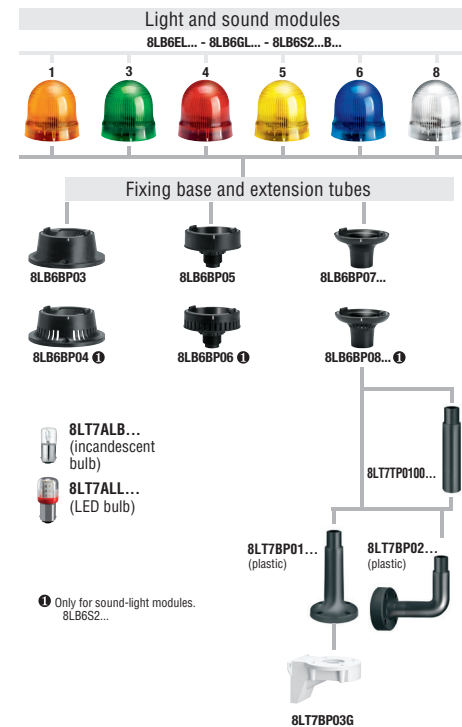 Light and sound modules
8LB6EL... - 8LB6GL... - 8LB6S2...B...
1 3 4 5 6 8
Fixing base and extension tubes
8LB6BP03 8LB6BP05 8LB6BP07...
8LB6BP04 ❶ 8LB6BP06 ❶ 8LB6BP08... ❶
8LT7ALB...
(incandescent
bulb)
8LT7ALL...
(LED bulb)
8LT7TP0100...
8LT7BP01... 8LT7BP02...
(plastic) (plastic)
❶ Only for sound-light modules.
8LB6S2...
8LT7BP03G